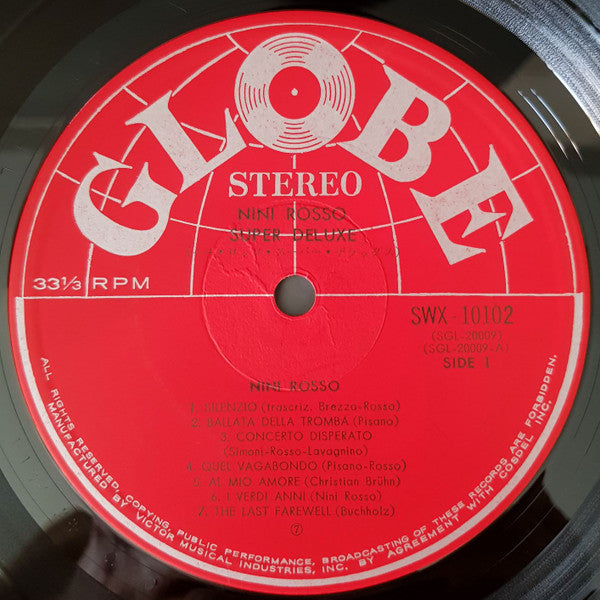 GLOBE
STEREO
NINI ROSSO
SUPER DELUXE
33⅓ RPM
SWX-10102
(SGL-20009)
(SGL-20009-A)
SIDE 1
NINI ROSSO
1. SILENZIO (trascriz. Brezza-Rosso)
2. BALLATA DELLA TROMBA (Pisano)
3. CONCERTO DISPERATO
(Simoni-Rosso-Lavagnino)
4. QUEL VAGABONDO (Pisano-Rosso)
5. AL MIO AMORE (Christian Brühn)
6. I VERDI ANNI (Nini Rosso)
7. THE LAST FAREWELL (Buchholz)
⑦
ALL RIGHTS RESERVED, COPYING, PUBLIC PERFORMANCE, BROADCASTING OF THESE RECORDS ARE FORBIDDEN.
MANUFACTURED BY VICTOR MUSICAL INDUSTRIES, INC. BY AGREEMENT WITH COSDEL INC.